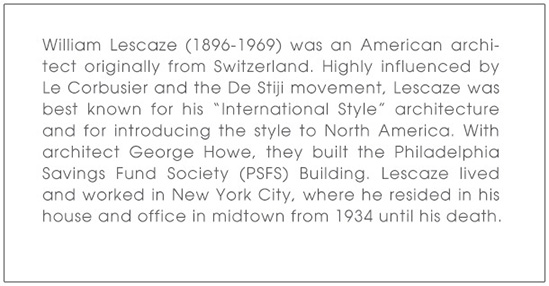 William Lescaze (1896-1969) was an American archi-
tect originally from Switzerland. Highly influenced by
Le Corbusier and the De Stiji movement, Lescaze was
best known for his “International Style” architecture
and for introducing the style to North America. With
architect George Howe, they built the Philadelphia
Savings Fund Society (PSFS) Building. Lescaze lived
and worked in New York City, where he resided in his
house and office in midtown from 1934 until his death.